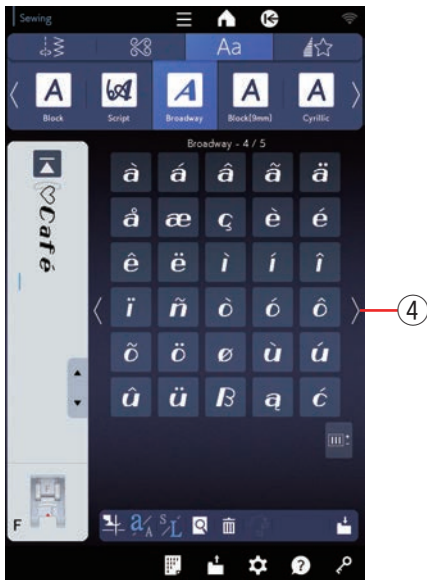 Sewing
Aa
A A A A A
Block Script Broadway Block(9mm) Cyrillic
Broadway - 4 / 5
♡Café
à á â ã ä
å æ ç è é
ê ë ì í î
ï ñ ò ó ô
④
õ ö ø ù ú
û ü ß ą ć
F
a/A S/L
?